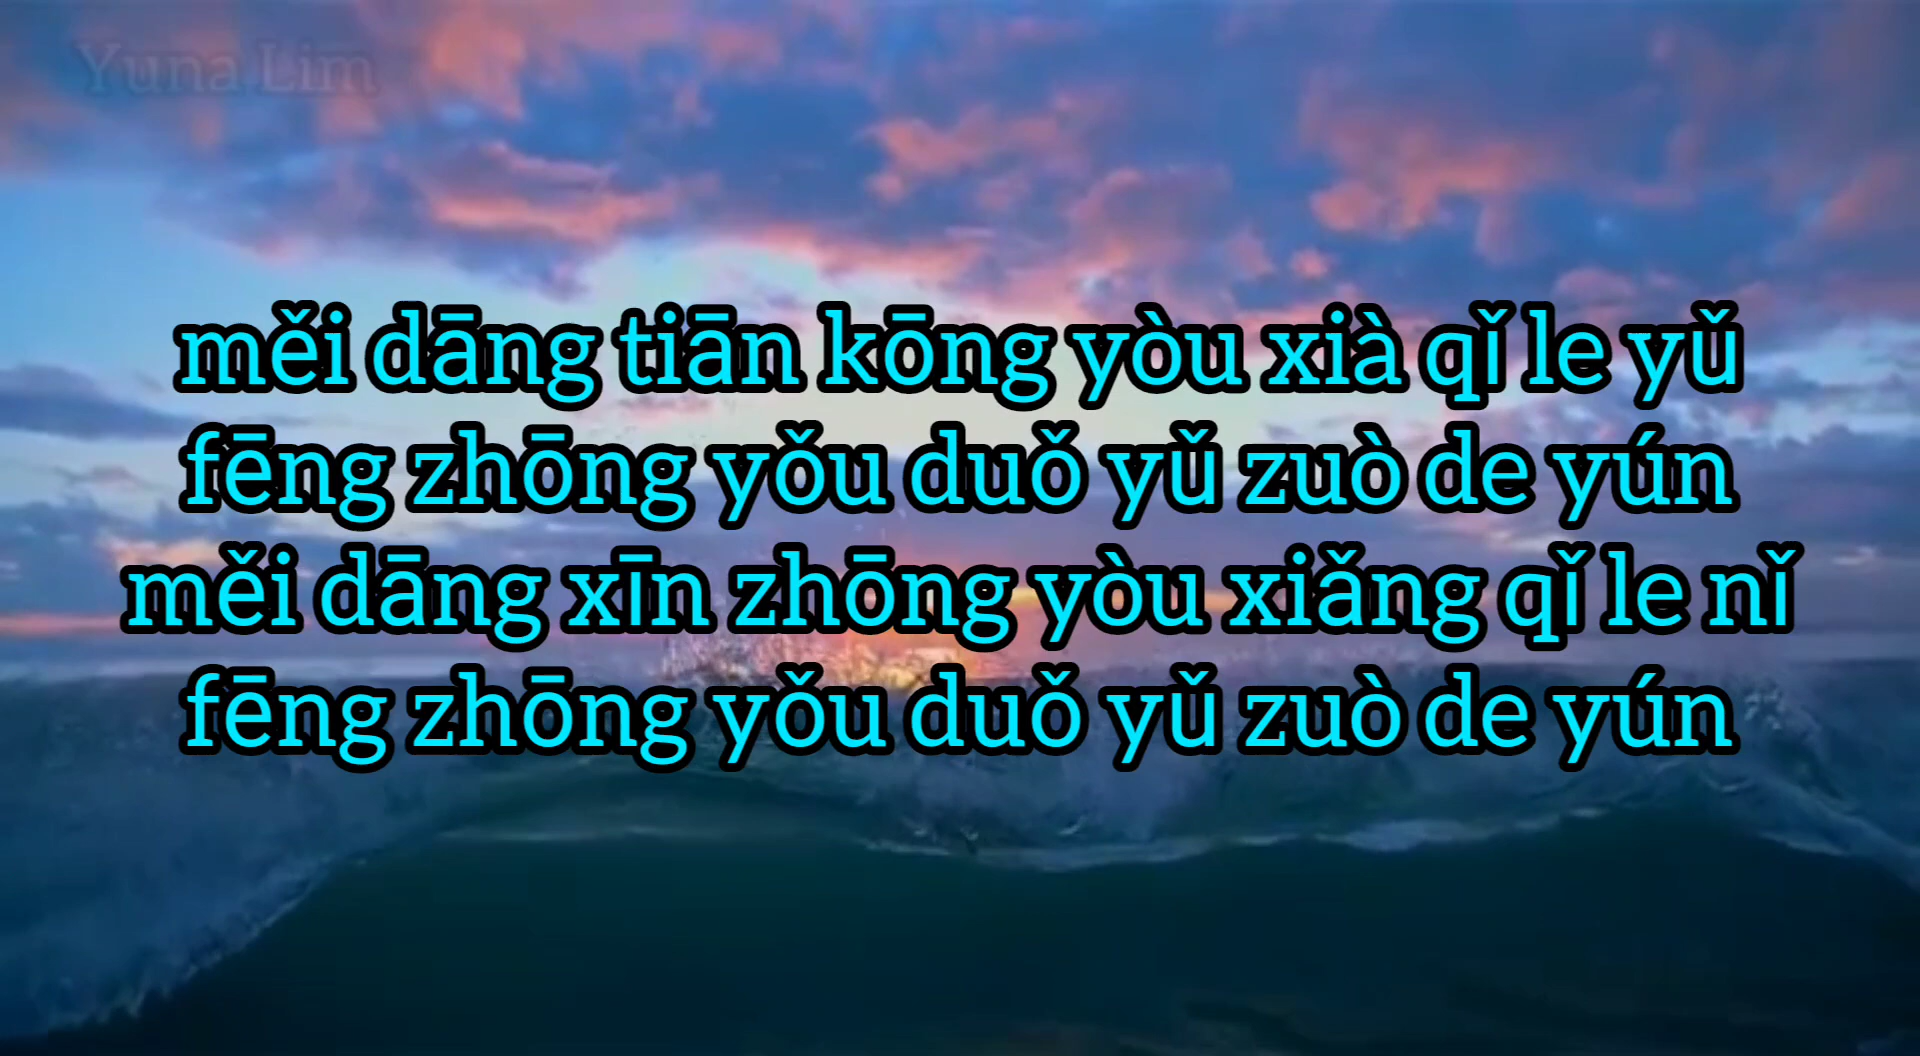 Yuna Lim
měi dāng tiān kōng yòu xià qǐ le yǔ
fēng zhōng yǒu duǒ yǔ zuò de yún
měi dāng xīn zhōng yòu xiǎng qǐ le nǐ
fēng zhōng yǒu duǒ yǔ zuò de yún